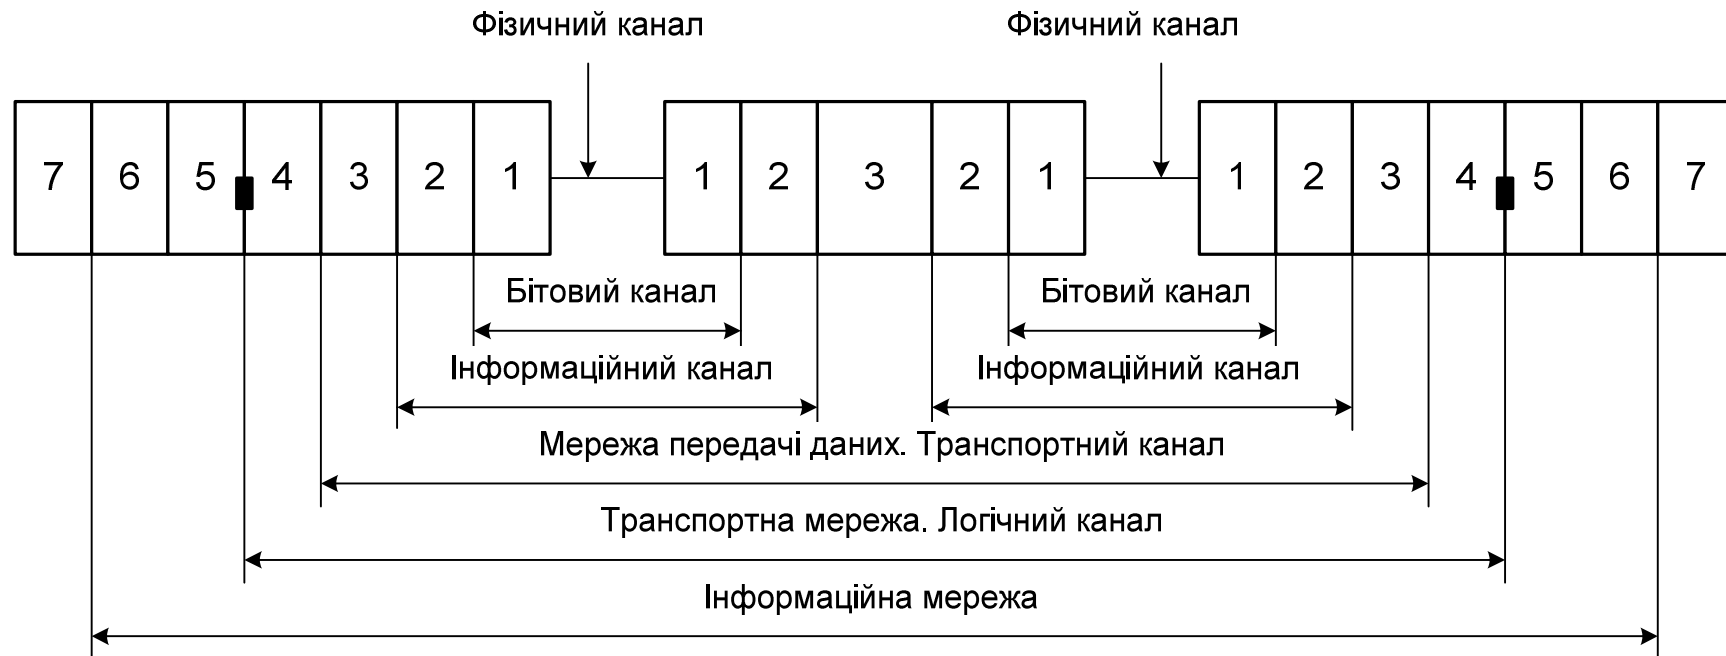 Фізичний канал Фізичний канал
7 6 5 4 3 2 1 1 2 3 2 1 1 2 3 4 5 6 7
Бітовий канал Бітовий канал
Інформаційний канал Інформаційний канал
Мережа передачі даних. Транспортний канал
Транспортна мережа. Логічний канал
Інформаційна мережа